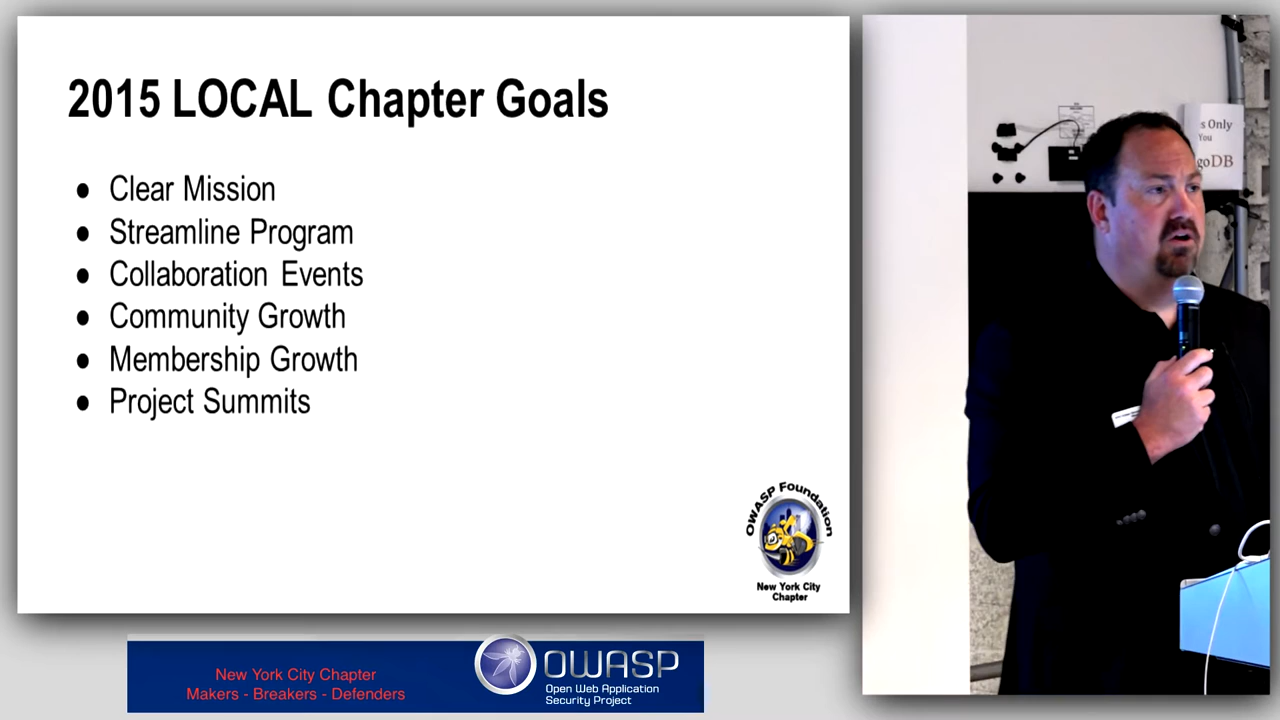 2015 LOCAL Chapter Goals
● Clear Mission
● Streamline Program
● Collaboration Events
● Community Growth
● Membership Growth
● Project Summits
OWASP Foundation
New York City
Chapter
s Only
You
goDB
New York City Chapter
Makers - Breakers - Defenders
OWASP
Open Web Application
Security Project